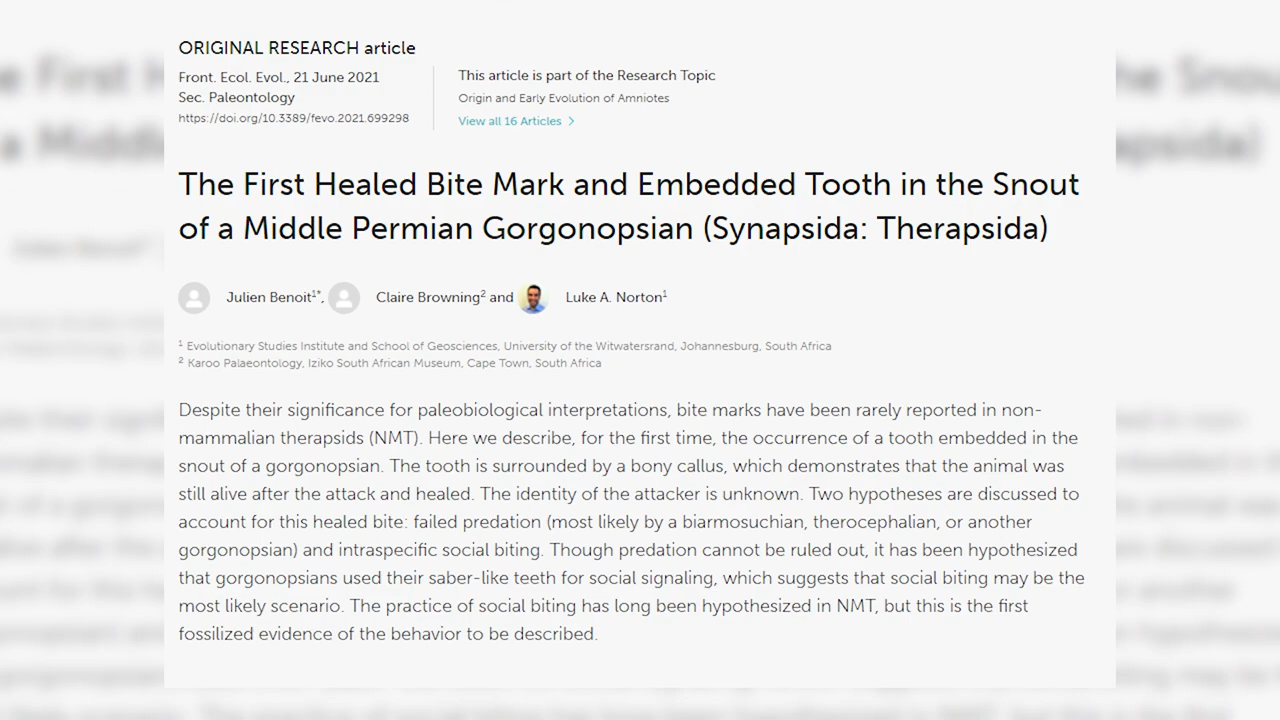 ORIGINAL RESEARCH article
Front. Ecol. Evol., 21 June 2021
Sec. Paleontology
https://doi.org/10.3389/fevo.2021.699298
This article is part of the Research Topic
Origin and Early Evolution of Amniotes
View all 16 Articles >
The First Healed Bite Mark and Embedded Tooth in the Snout
of a Middle Permian Gorgonopsian (Synapsida: Therapsida)
Julien Benoit1*, Claire Browning2 and Luke A. Norton1
1 Evolutionary Studies Institute and School of Geosciences, University of the Witwatersrand, Johannesburg, South Africa
2 Karoo Palaeontology, Iziko South African Museum, Cape Town, South Africa
Despite their significance for paleobiological interpretations, bite marks have been rarely reported in non-
mammalian therapsids (NMT). Here we describe, for the first time, the occurrence of a tooth embedded in the
snout of a gorgonopsian. The tooth is surrounded by a bony callus, which demonstrates that the animal was
still alive after the attack and healed. The identity of the attacker is unknown. Two hypotheses are discussed to
account for this healed bite: failed predation (most likely by a biarmosuchian, therocephalian, or another
gorgonopsian) and intraspecific social biting. Though predation cannot be ruled out, it has been hypothesized
that gorgonopsians used their saber-like teeth for social signaling, which suggests that social biting may be the
most likely scenario. The practice of social biting has long been hypothesized in NMT, but this is the first
fossilized evidence of the behavior to be described.